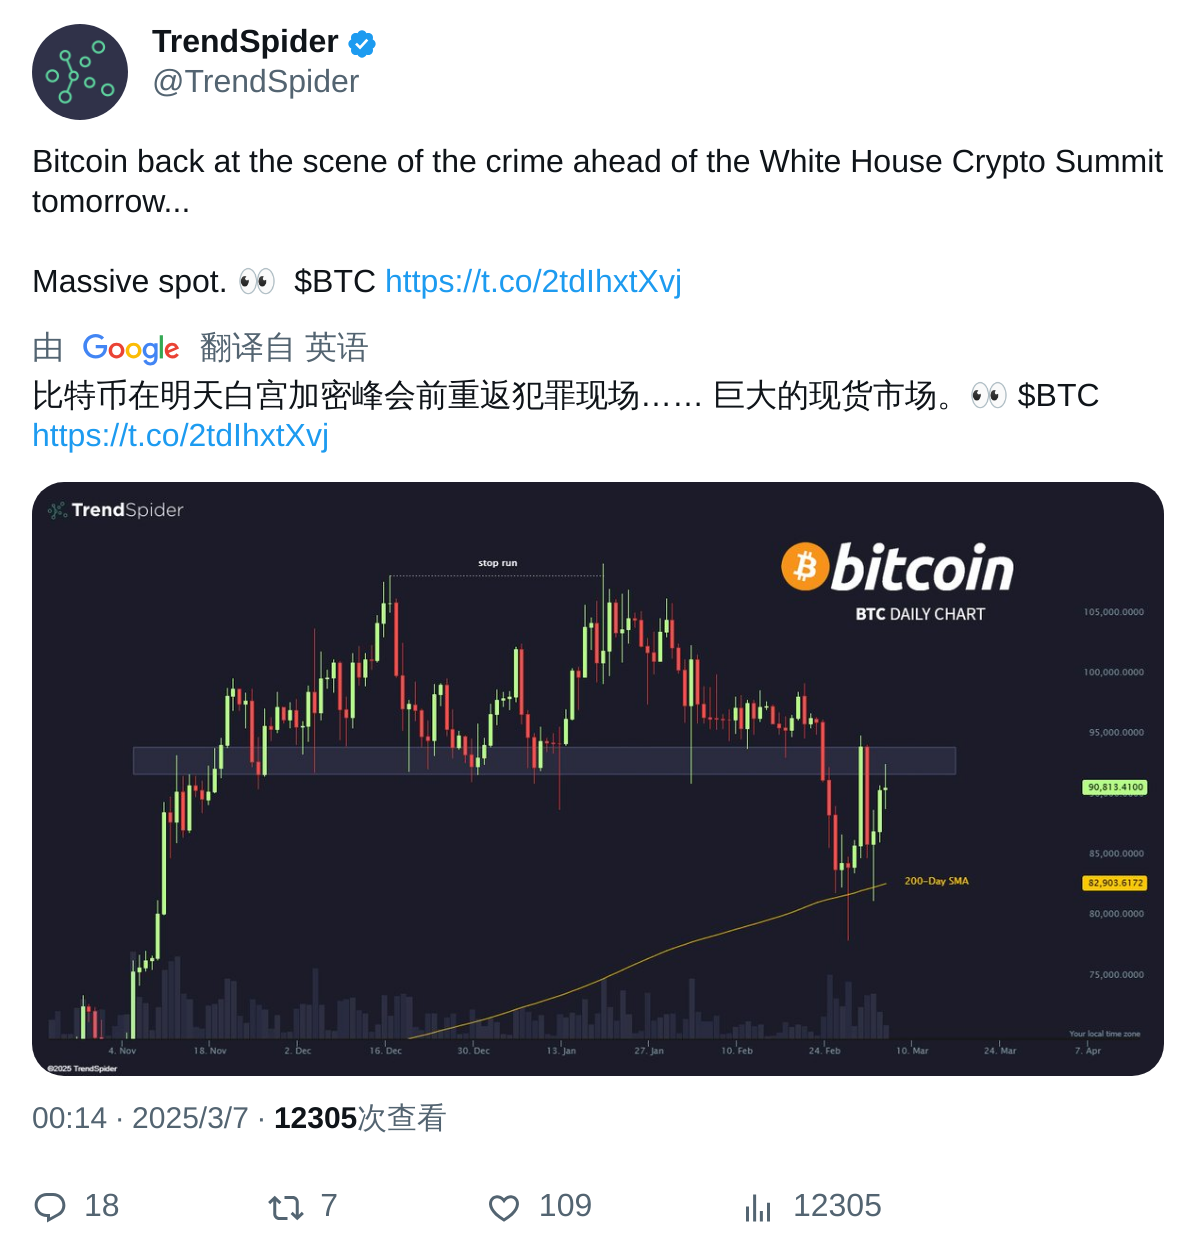 TrendSpider
@TrendSpider
Bitcoin back at the scene of the crime ahead of the White House Crypto Summit
tomorrow...
Massive spot. 👀 $BTC https://t.co/2tdIhxtXvj
由 Google 翻译自 英语
比特币在明天白宫加密峰会前重返犯罪现场…… 巨大的现货市场。👀 $BTC
https://t.co/2tdIhxtXvj
TrendSpider
stop run
bitcoin
BTC DAILY CHART
105,000.0000
100,000.0000
95,000.0000
90,813.4100
85,000.0000
200-Day SMA
82,903.6172
80,000.0000
75,000.0000
Your local time zone
4. Nov 18. Nov 2. Dec 16. Dec 30. Dec 13. Jan 27. Jan 10. Feb 24. Feb 10. Mar 24. Mar 7. Apr
©2025 TrendSpider
00:14 · 2025/3/7 · 12305次查看
18 7 109 12305